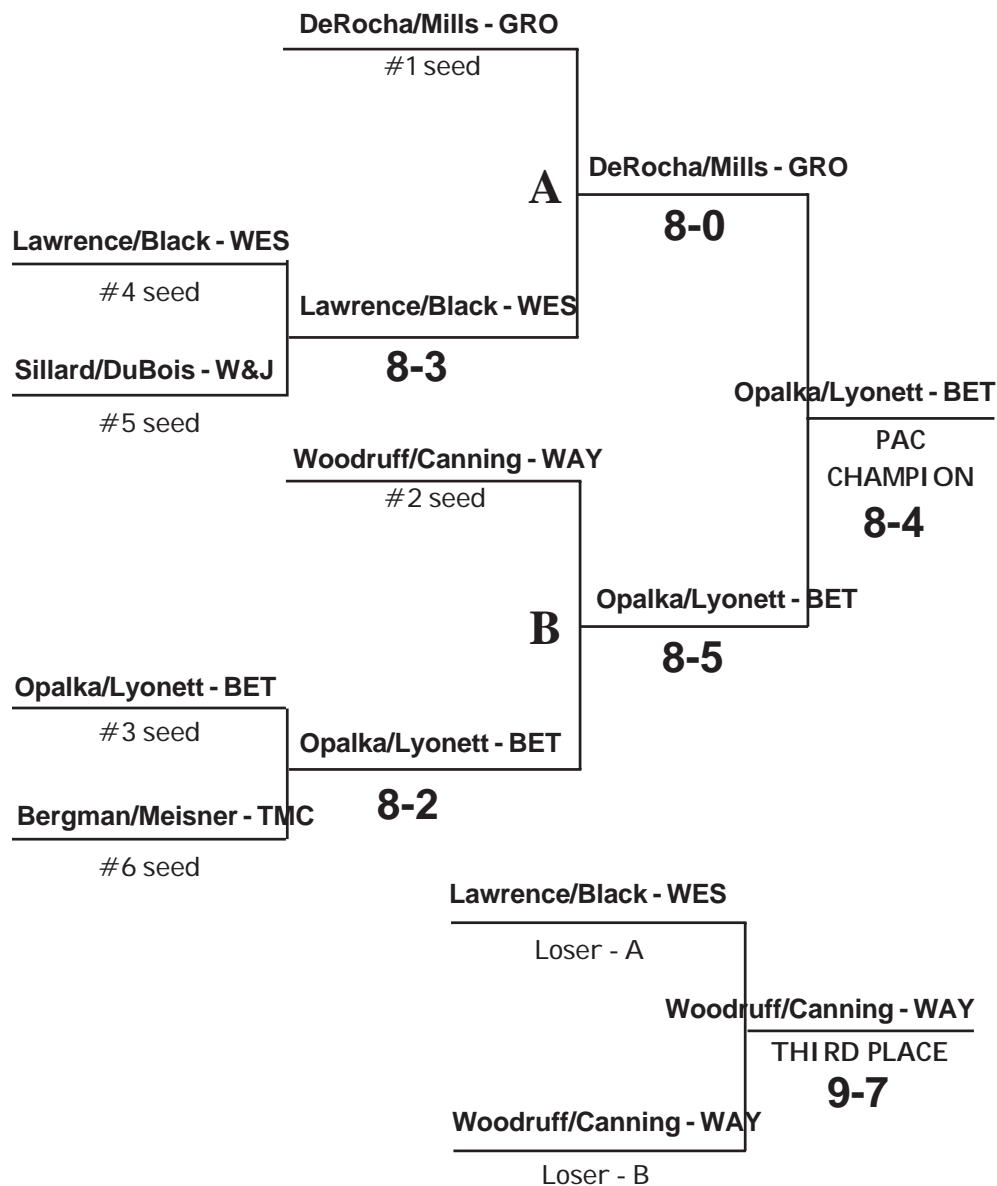 DeRocha/Mills - GRO
#1 seed
DeRocha/Mills - GRO
A
8-0
Lawrence/Black - WES
#4 seed
Lawrence/Black - WES
8-3
Sillard/DuBois - W&J
#5 seed
Opalka/Lyonett - BET
PAC
CHAMPION
8-4
Woodruff/Canning - WAY
#2 seed
Opalka/Lyonett - BET
B
8-5
Opalka/Lyonett - BET
#3 seed
Opalka/Lyonett - BET
8-2
Bergman/Meisner - TMC
#6 seed
Lawrence/Black - WES
Loser - A
Woodruff/Canning - WAY
THIRD PLACE
9-7
Woodruff/Canning - WAY
Loser - B